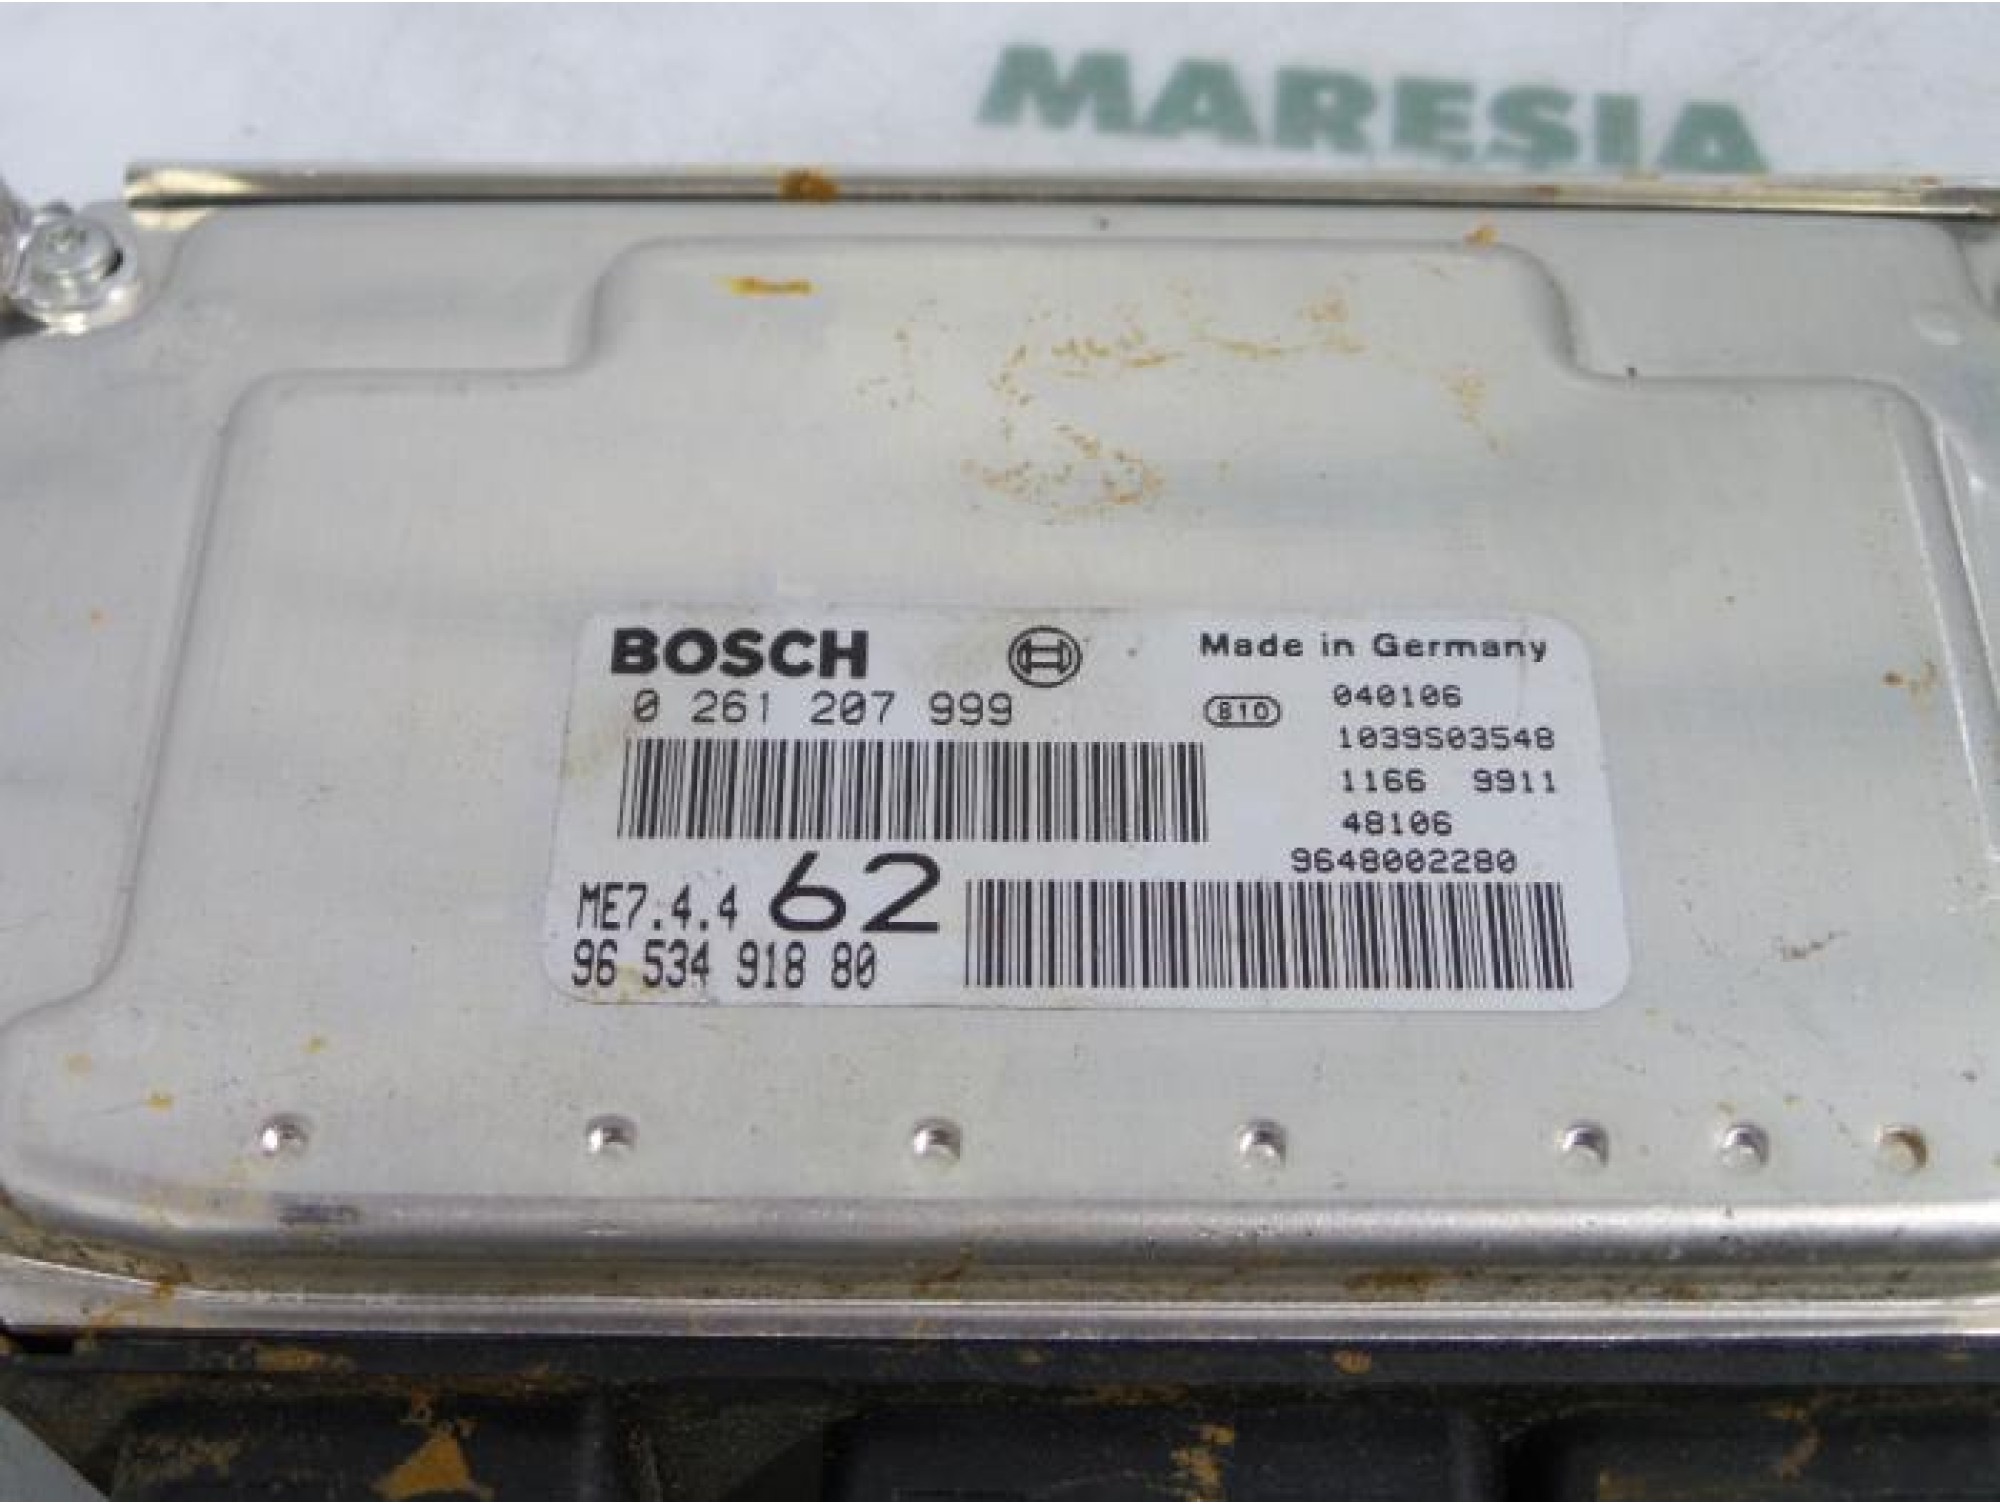 MARESIA
BOSCH
Made in Germany
0 261 207 999
810
040106
1039S03548
1166 9911
48106
9648002280
ME7.4.4 62
96 534 918 80